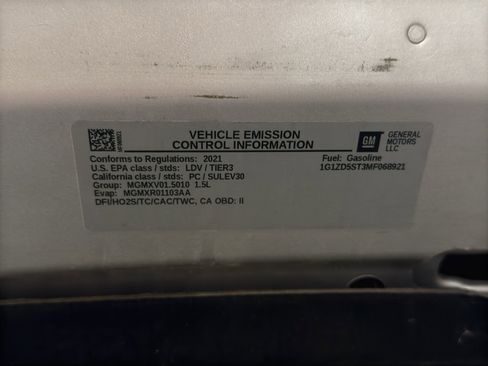 VEHICLE EMISSION
CONTROL INFORMATION
GM
GENERAL
MOTORS
LLC
Conforms to Regulations: 2021
Fuel: Gasoline
U.S. EPA class / stds: LDV / TIER3
1G1ZD5ST3MF068921
California class / stds: PC / SULEV30
Group: MGMXV01.5010 1.5L
Evap: MGMXR01103AA
DFI/HO2S/TC/CAC/TWC, CA OBD: II